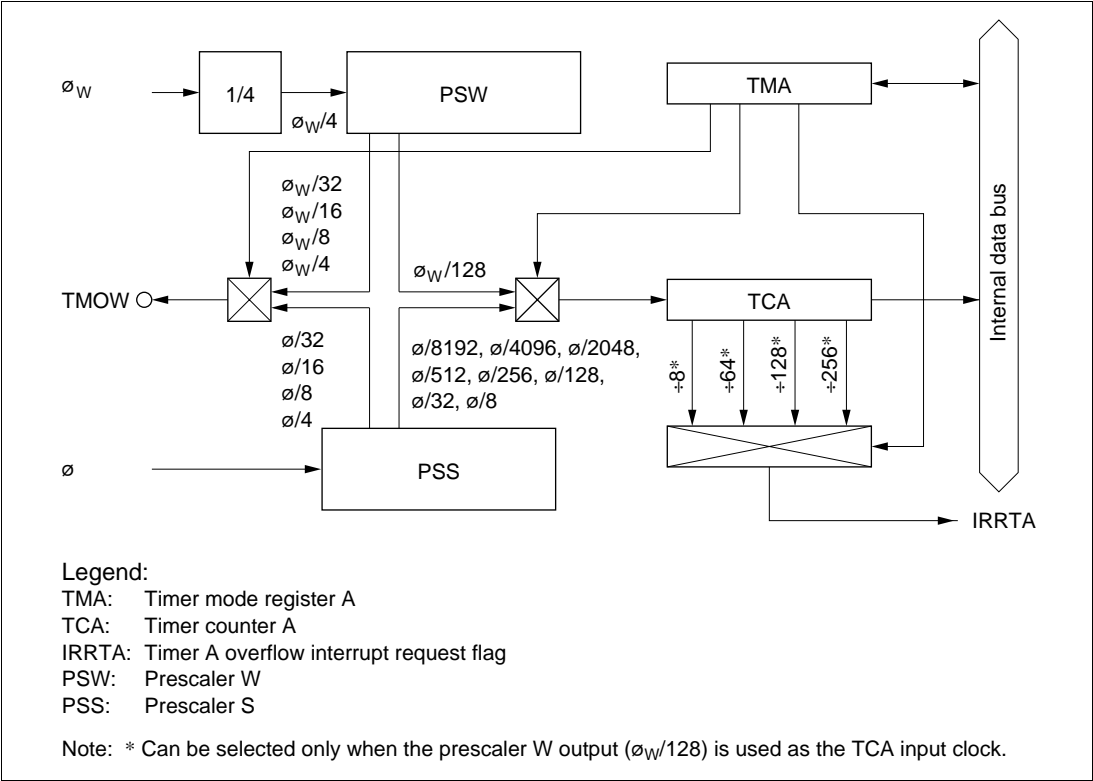 øW
1/4
øW/4
PSW
TMA
øW/32
øW/16
øW/8
øW/4
øW/128
TMOW
TCA
Internal data bus
ø/32
ø/16
ø/8
ø/4
ø/8192, ø/4096, ø/2048,
ø/512, ø/256, ø/128,
ø/32, ø/8
÷8*
÷64*
÷128*
÷256*
ø
PSS
IRRTA
Legend:
TMA: Timer mode register A
TCA: Timer counter A
IRRTA: Timer A overflow interrupt request flag
PSW: Prescaler W
PSS: Prescaler S
Note: * Can be selected only when the prescaler W output (øW/128) is used as the TCA input clock.